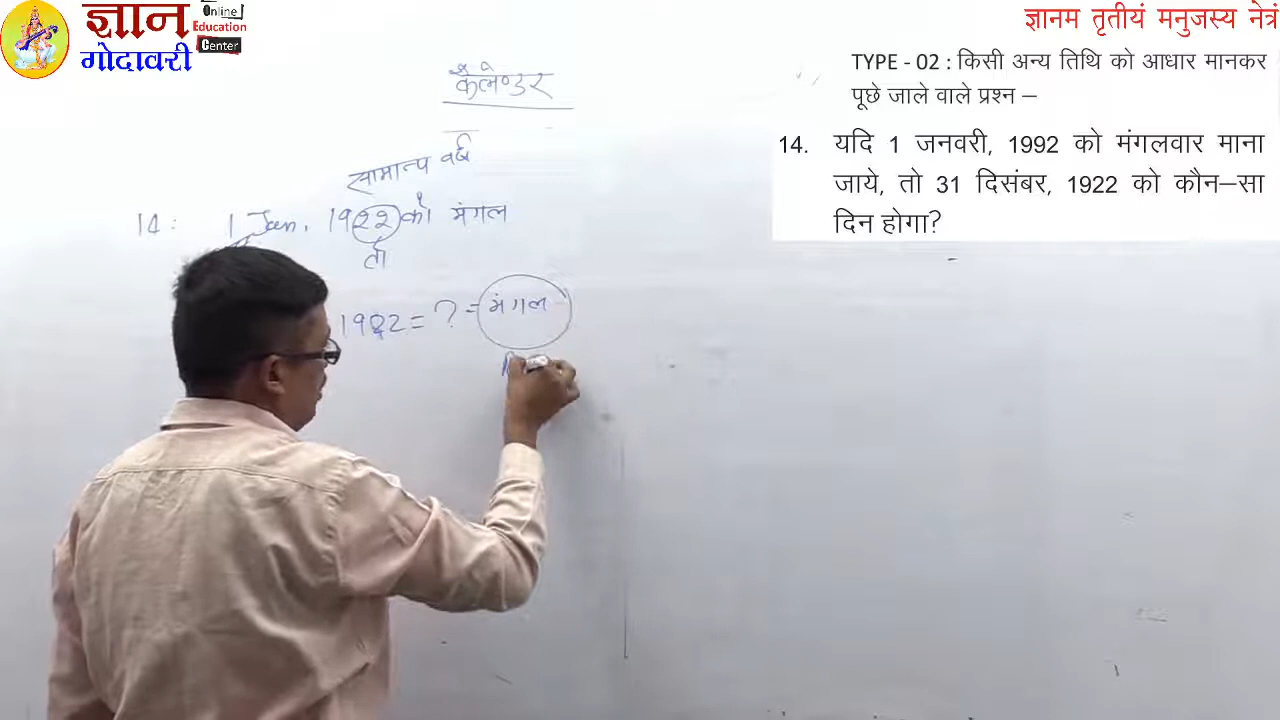 ज्ञान
गोदावरी
Online
Education
Center
ज्ञानम तृतीयं मनुजस्य नेत्रं
TYPE - 02 : किसी अन्य तिथि को आधार मानकर
पूछे जाले वाले प्रश्न –
14. यदि 1 जनवरी, 1992 को मंगलवार माना
जाये, तो 31 दिसंबर, 1922 को कौन–सा
दिन होगा?
कैलेण्डर
सामान्य वर्ष
14: 1 Jan. 1922 को मंगल
तो
1922 = ? = मंगल